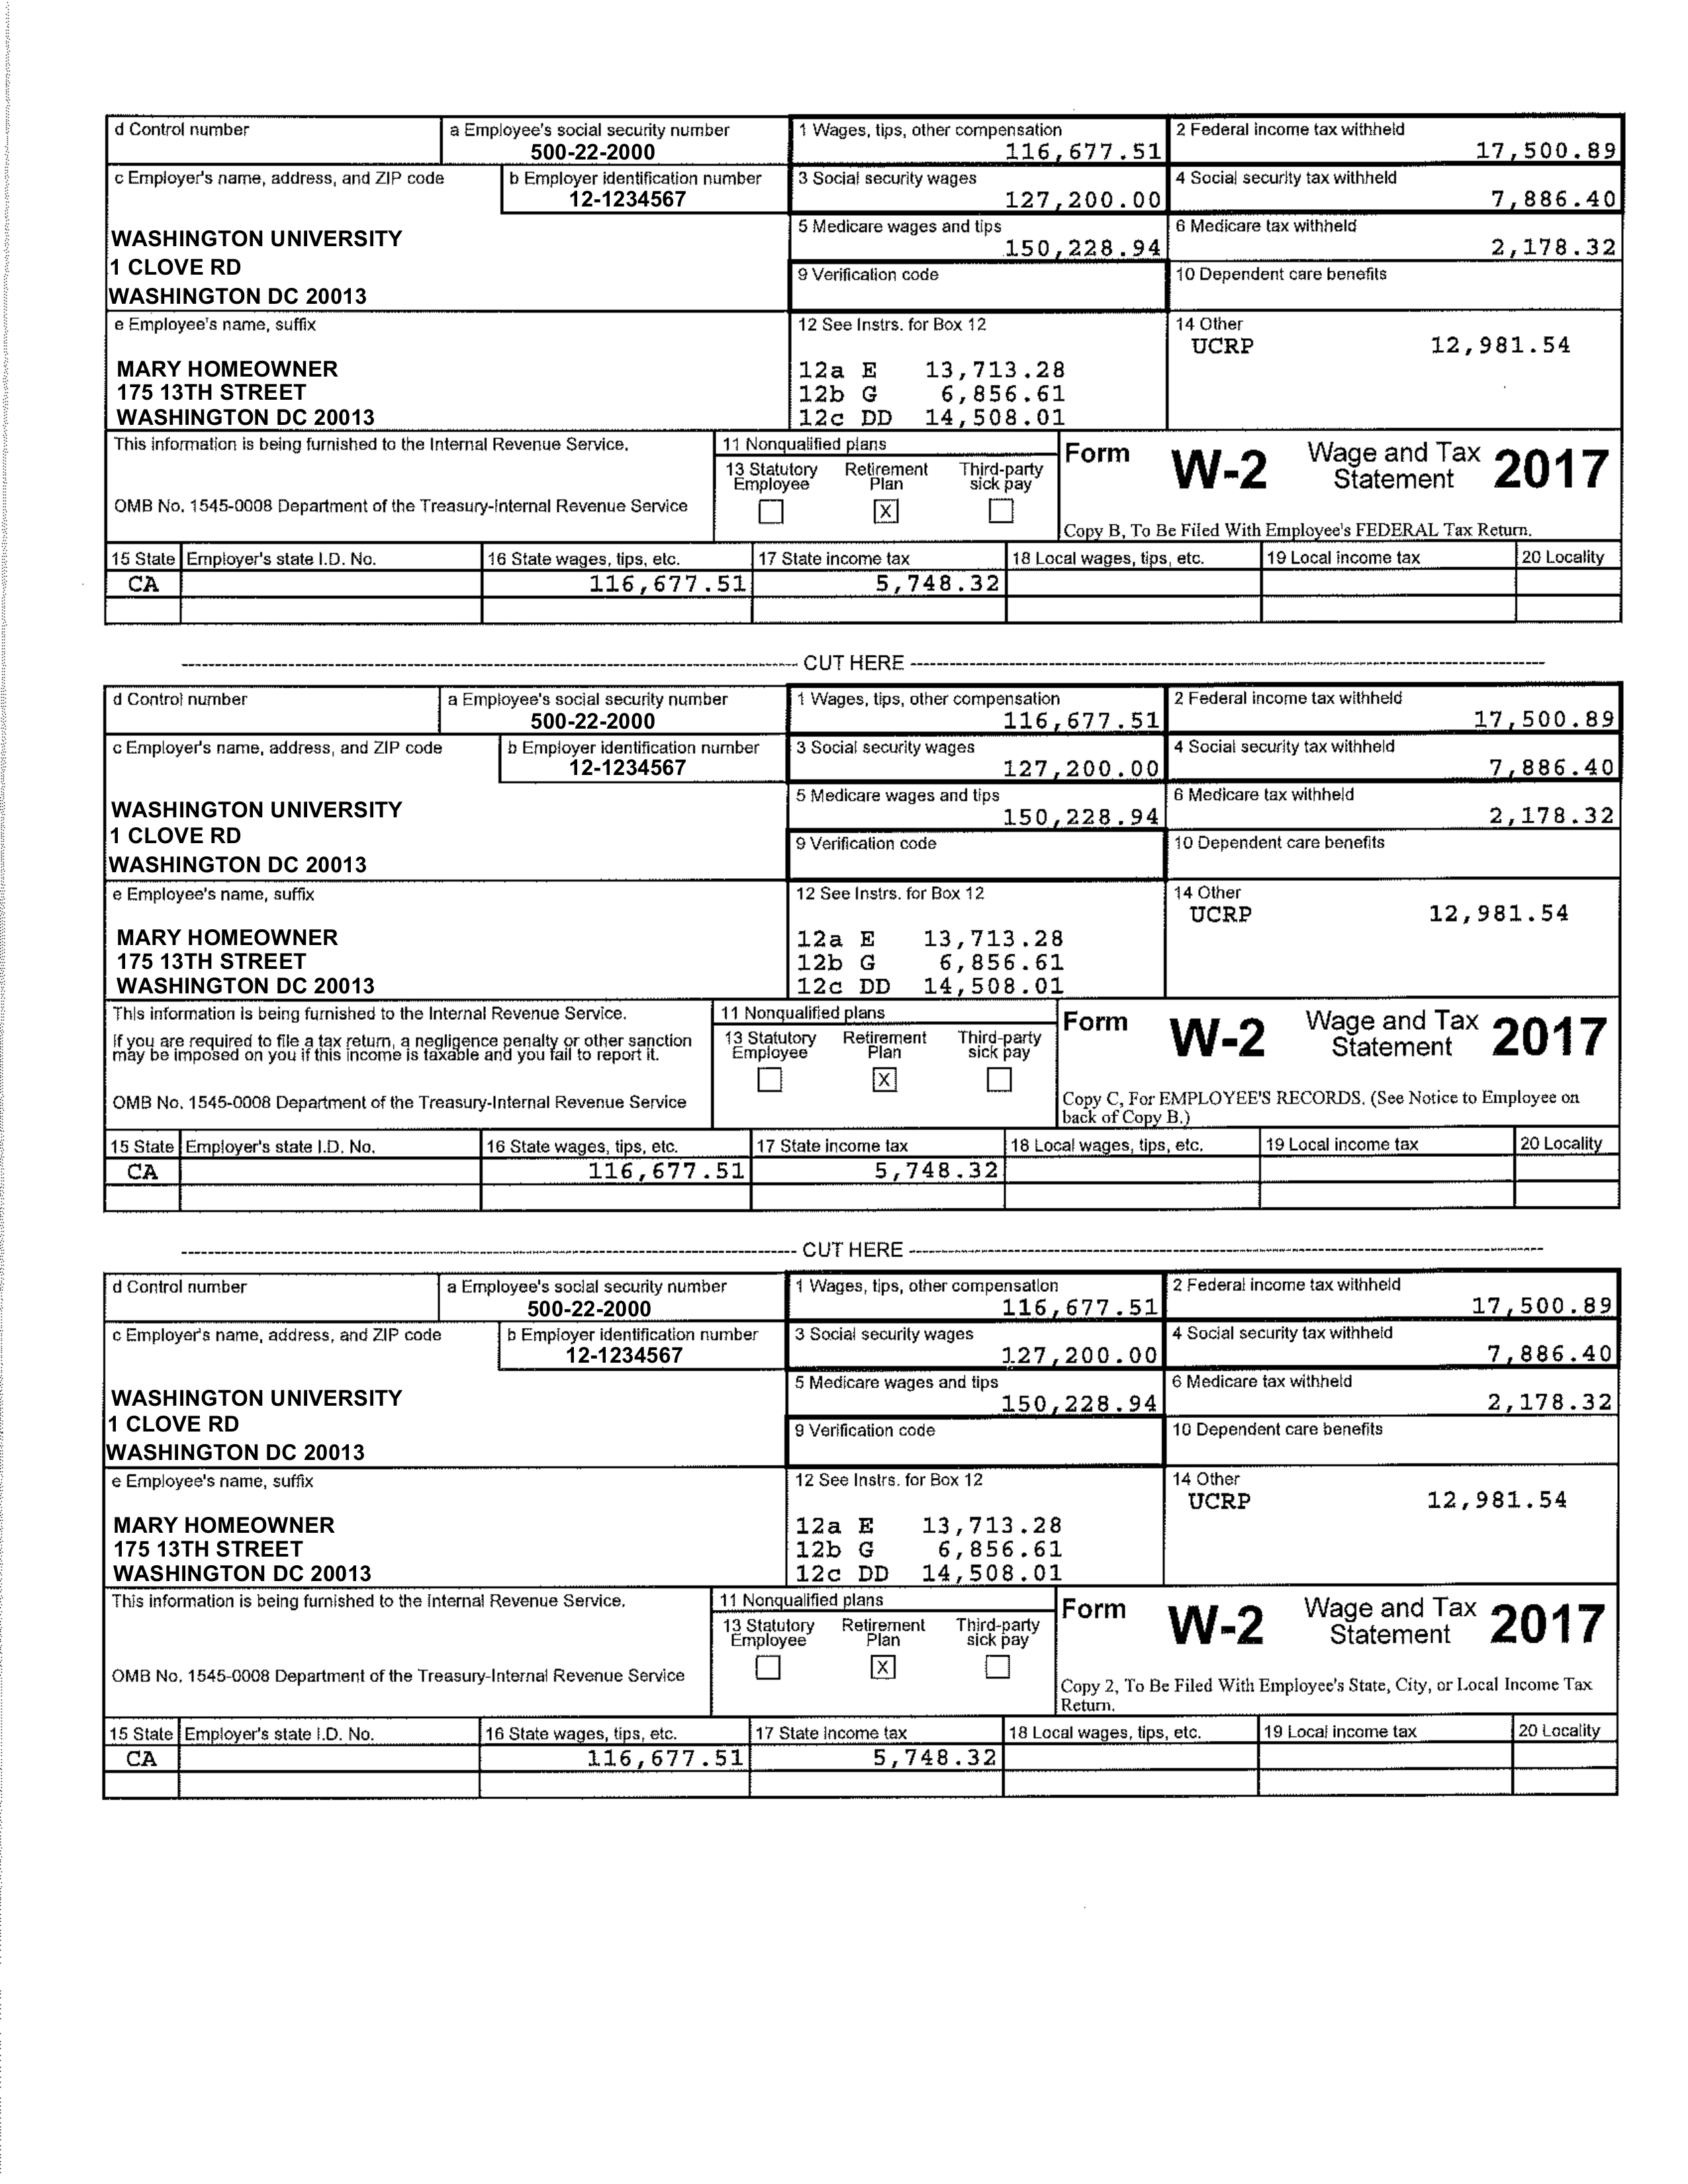 d Control number
a Employee's social security number
500-22-2000
1 Wages, tips, other compensation
116,677.51
2 Federal income tax withheld
17,500.89
c Employer's name, address, and ZIP code
b Employer identification number
12-1234567
3 Social security wages
127,200.00
4 Social security tax withheld
7,886.40
WASHINGTON UNIVERSITY
1 CLOVE RD
WASHINGTON DC 20013
5 Medicare wages and tips
150,228.94
6 Medicare tax withheld
2,178.32
9 Verification code
10 Dependent care benefits
e Employee's name, suffix
MARY HOMEOWNER
175 13TH STREET
WASHINGTON DC 20013
12 See Instrs. for Box 12
12a E 13,713.28
12b G 6,856.61
12c DD 14,508.01
14 Other
UCRP 12,981.54
This information is being furnished to the Internal Revenue Service.
OMB No. 1545-0008 Department of the Treasury-Internal Revenue Service
11 Nonqualified plans
13 Statutory Employee
Retirement Plan
Third-party sick pay
X
Form W-2 Wage and Tax Statement 2017
Copy B, To Be Filed With Employee's FEDERAL Tax Return.
15 State Employer's state I.D. No. 16 State wages, tips, etc. 17 State income tax 18 Local wages, tips, etc. 19 Local income tax 20 Locality
CA 116,677.51 5,748.32
CUT HERE
d Control number
a Employee's social security number
500-22-2000
1 Wages, tips, other compensation
116,677.51
2 Federal income tax withheld
17,500.89
c Employer's name, address, and ZIP code
b Employer identification number
12-1234567
3 Social security wages
127,200.00
4 Social security tax withheld
7,886.40
WASHINGTON UNIVERSITY
1 CLOVE RD
WASHINGTON DC 20013
5 Medicare wages and tips
150,228.94
6 Medicare tax withheld
2,178.32
9 Verification code
10 Dependent care benefits
e Employee's name, suffix
MARY HOMEOWNER
175 13TH STREET
WASHINGTON DC 20013
12 See Instrs. for Box 12
12a E 13,713.28
12b G 6,856.61
12c DD 14,508.01
14 Other
UCRP 12,981.54
This information is being furnished to the Internal Revenue Service.
If you are required to file a tax return, a negligence penalty or other sanction
may be imposed on you if this income is taxable and you fail to report it.
OMB No. 1545-0008 Department of the Treasury-Internal Revenue Service
11 Nonqualified plans
13 Statutory Employee
Retirement Plan
Third-party sick pay
X
Form W-2 Wage and Tax Statement 2017
Copy C, For EMPLOYEE'S RECORDS. (See Notice to Employee on
back of Copy B.)
15 State Employer's state I.D. No. 16 State wages, tips, etc. 17 State income tax 18 Local wages, tips, etc. 19 Local income tax 20 Locality
CA 116,677.51 5,748.32
CUT HERE
d Control number
a Employee's social security number
500-22-2000
1 Wages, tips, other compensation
116,677.51
2 Federal income tax withheld
17,500.89
c Employer's name, address, and ZIP code
b Employer identification number
12-1234567
3 Social security wages
127,200.00
4 Social security tax withheld
7,886.40
WASHINGTON UNIVERSITY
1 CLOVE RD
WASHINGTON DC 20013
5 Medicare wages and tips
150,228.94
6 Medicare tax withheld
2,178.32
9 Verification code
10 Dependent care benefits
e Employee's name, suffix
MARY HOMEOWNER
175 13TH STREET
WASHINGTON DC 20013
12 See Instrs. for Box 12
12a E 13,713.28
12b G 6,856.61
12c DD 14,508.01
14 Other
UCRP 12,981.54
This information is being furnished to the Internal Revenue Service.
OMB No. 1545-0008 Department of the Treasury-Internal Revenue Service
11 Nonqualified plans
13 Statutory Employee
Retirement Plan
Third-party sick pay
X
Form W-2 Wage and Tax Statement 2017
Copy 2, To Be Filed With Employee's State, City, or Local Income Tax
Return.
15 State Employer's state I.D. No. 16 State wages, tips, etc. 17 State income tax 18 Local wages, tips, etc. 19 Local income tax 20 Locality
CA 116,677.51 5,748.32